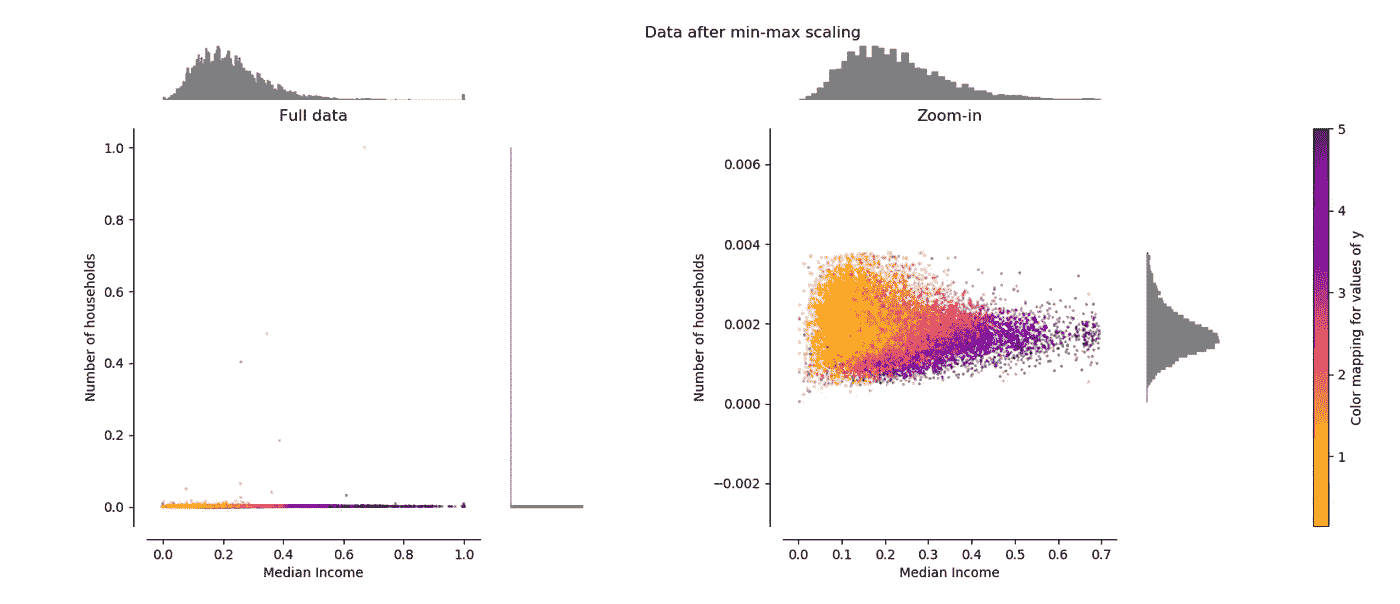 Data after min-max scaling
Full data
Zoom-in
Number of households
1.0
0.8
0.6
0.4
0.2
0.0
0.0 0.2 0.4 0.6 0.8 1.0
Median Income
Number of households
0.006
0.004
0.002
0.000
−0.002
0.0 0.1 0.2 0.3 0.4 0.5 0.6 0.7
Median Income
5
4
3
2
1
Color mapping for values of y